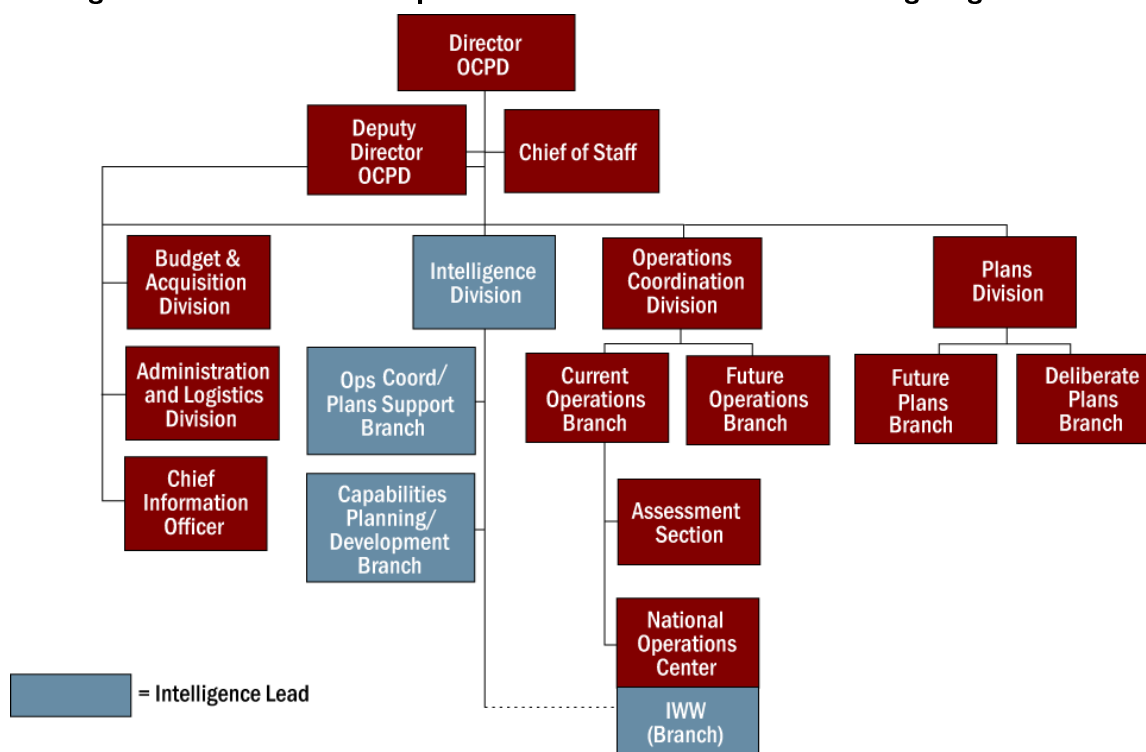 Director
OCPD
Deputy
Director
OCPD
Chief of Staff
Budget &
Acquisition
Division
Intelligence
Division
Operations
Coordination
Division
Plans
Division
Administration
and Logistics
Division
Ops Coord/
Plans Support
Branch
Current
Operations
Branch
Future
Operations
Branch
Future
Plans
Branch
Deliberate
Plans
Branch
Chief
Information
Officer
Capabilities
Planning/
Development
Branch
Assessment
Section
National
Operations
Center
IWW
(Branch)
= Intelligence Lead